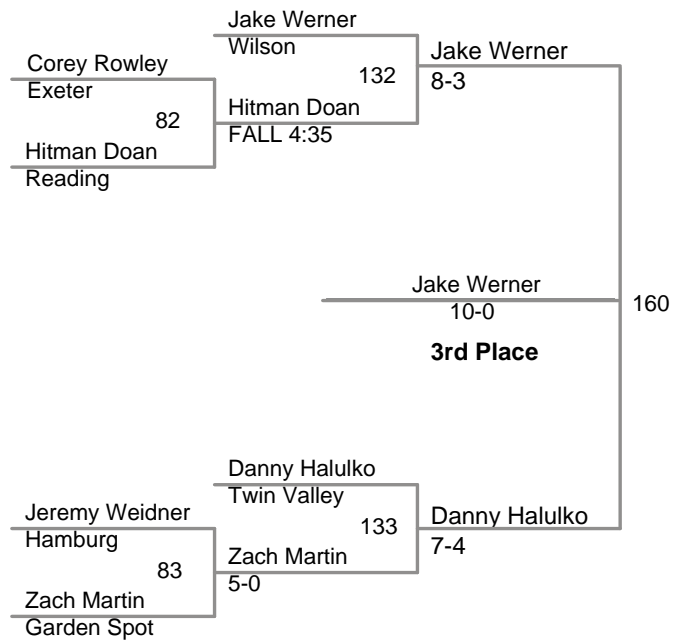 Jake Werner
Wilson
Corey Rowley
Exeter
132
Jake Werner
8-3
82
Hitman Doan
FALL 4:35
Hitman Doan
Reading
Jake Werner
10-0
160
3rd Place
Danny Halulko
Twin Valley
Jeremy Weidner
Hamburg
133
Danny Halulko
7-4
83
Zach Martin
5-0
Zach Martin
Garden Spot